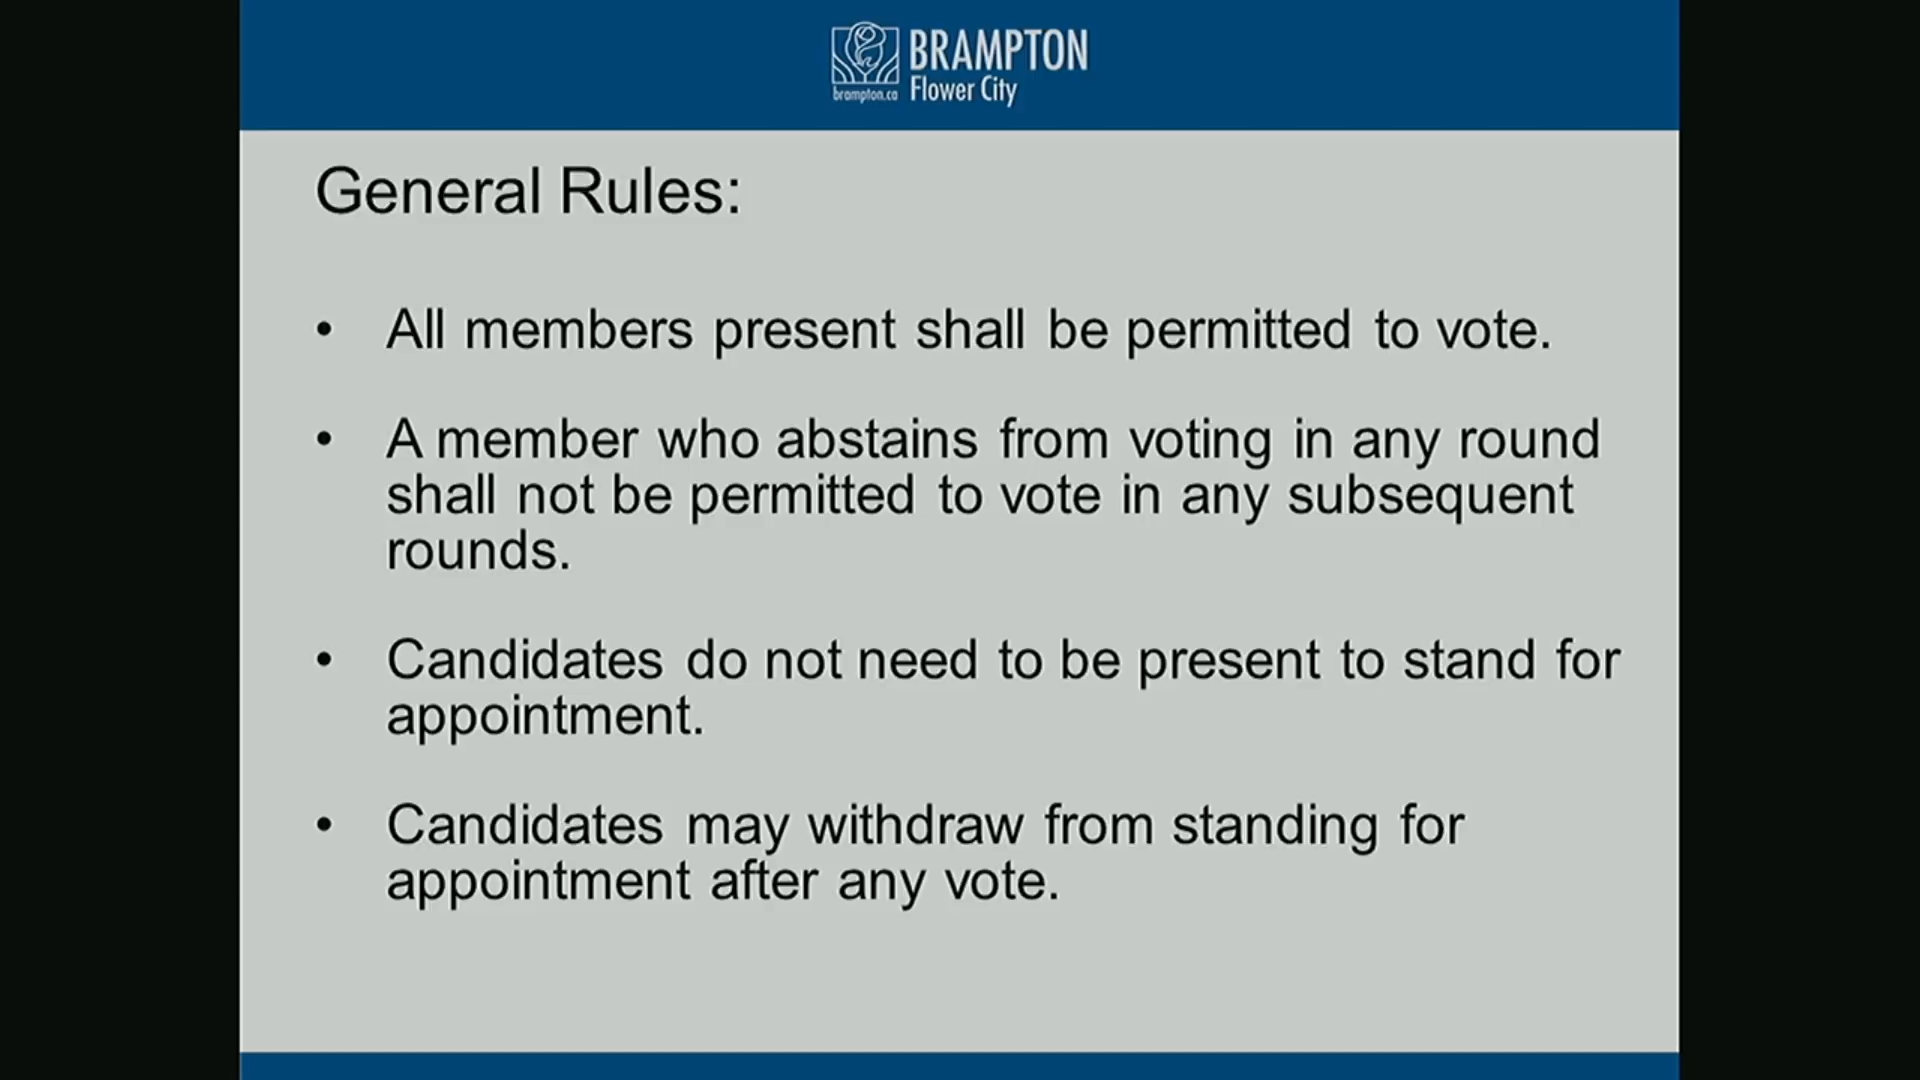 BRAMPTON
brampton.ca
Flower City
General Rules:
• All members present shall be permitted to vote.
• A member who abstains from voting in any round
shall not be permitted to vote in any subsequent
rounds.
• Candidates do not need to be present to stand for
appointment.
• Candidates may withdraw from standing for
appointment after any vote.